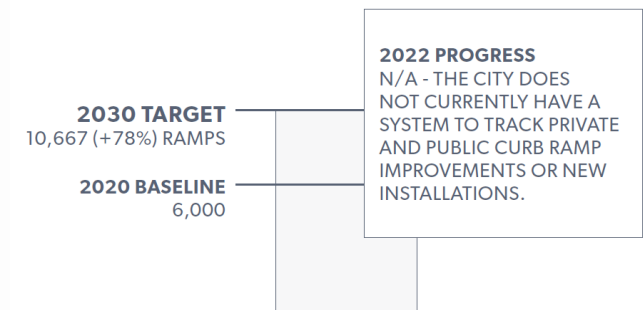 2022 PROGRESS
N/A - THE CITY DOES
NOT CURRENTLY HAVE A
SYSTEM TO TRACK PRIVATE
AND PUBLIC CURB RAMP
IMPROVEMENTS OR NEW
INSTALLATIONS.
2030 TARGET
10,667 (+78%) RAMPS
2020 BASELINE
6,000